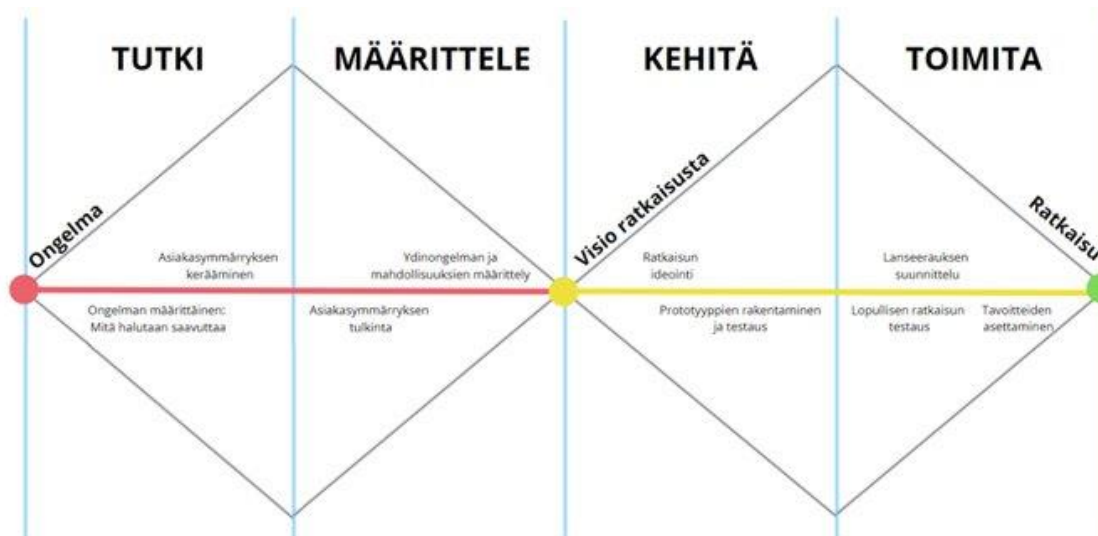 TUTKI
MÄÄRITTELE
KEHITÄ
TOIMITA
Ongelma
Asiakasymmärryksen
kerääminen
Ongelman määrittäinen:
Mitä halutaan saavuttaa
Ydinongelman ja
mahdollisuuksien määrittely
Asiakasymmärryksen
tulkinta
Visio ratkaisusta
Ratkaisun
ideointi
Prototyyppien rakentaminen
ja testaus
Lanseerauksen
suunnittelu
Lopullisen ratkaisun
testaus
Tavoitteiden
asettaminen
Ratkaisu